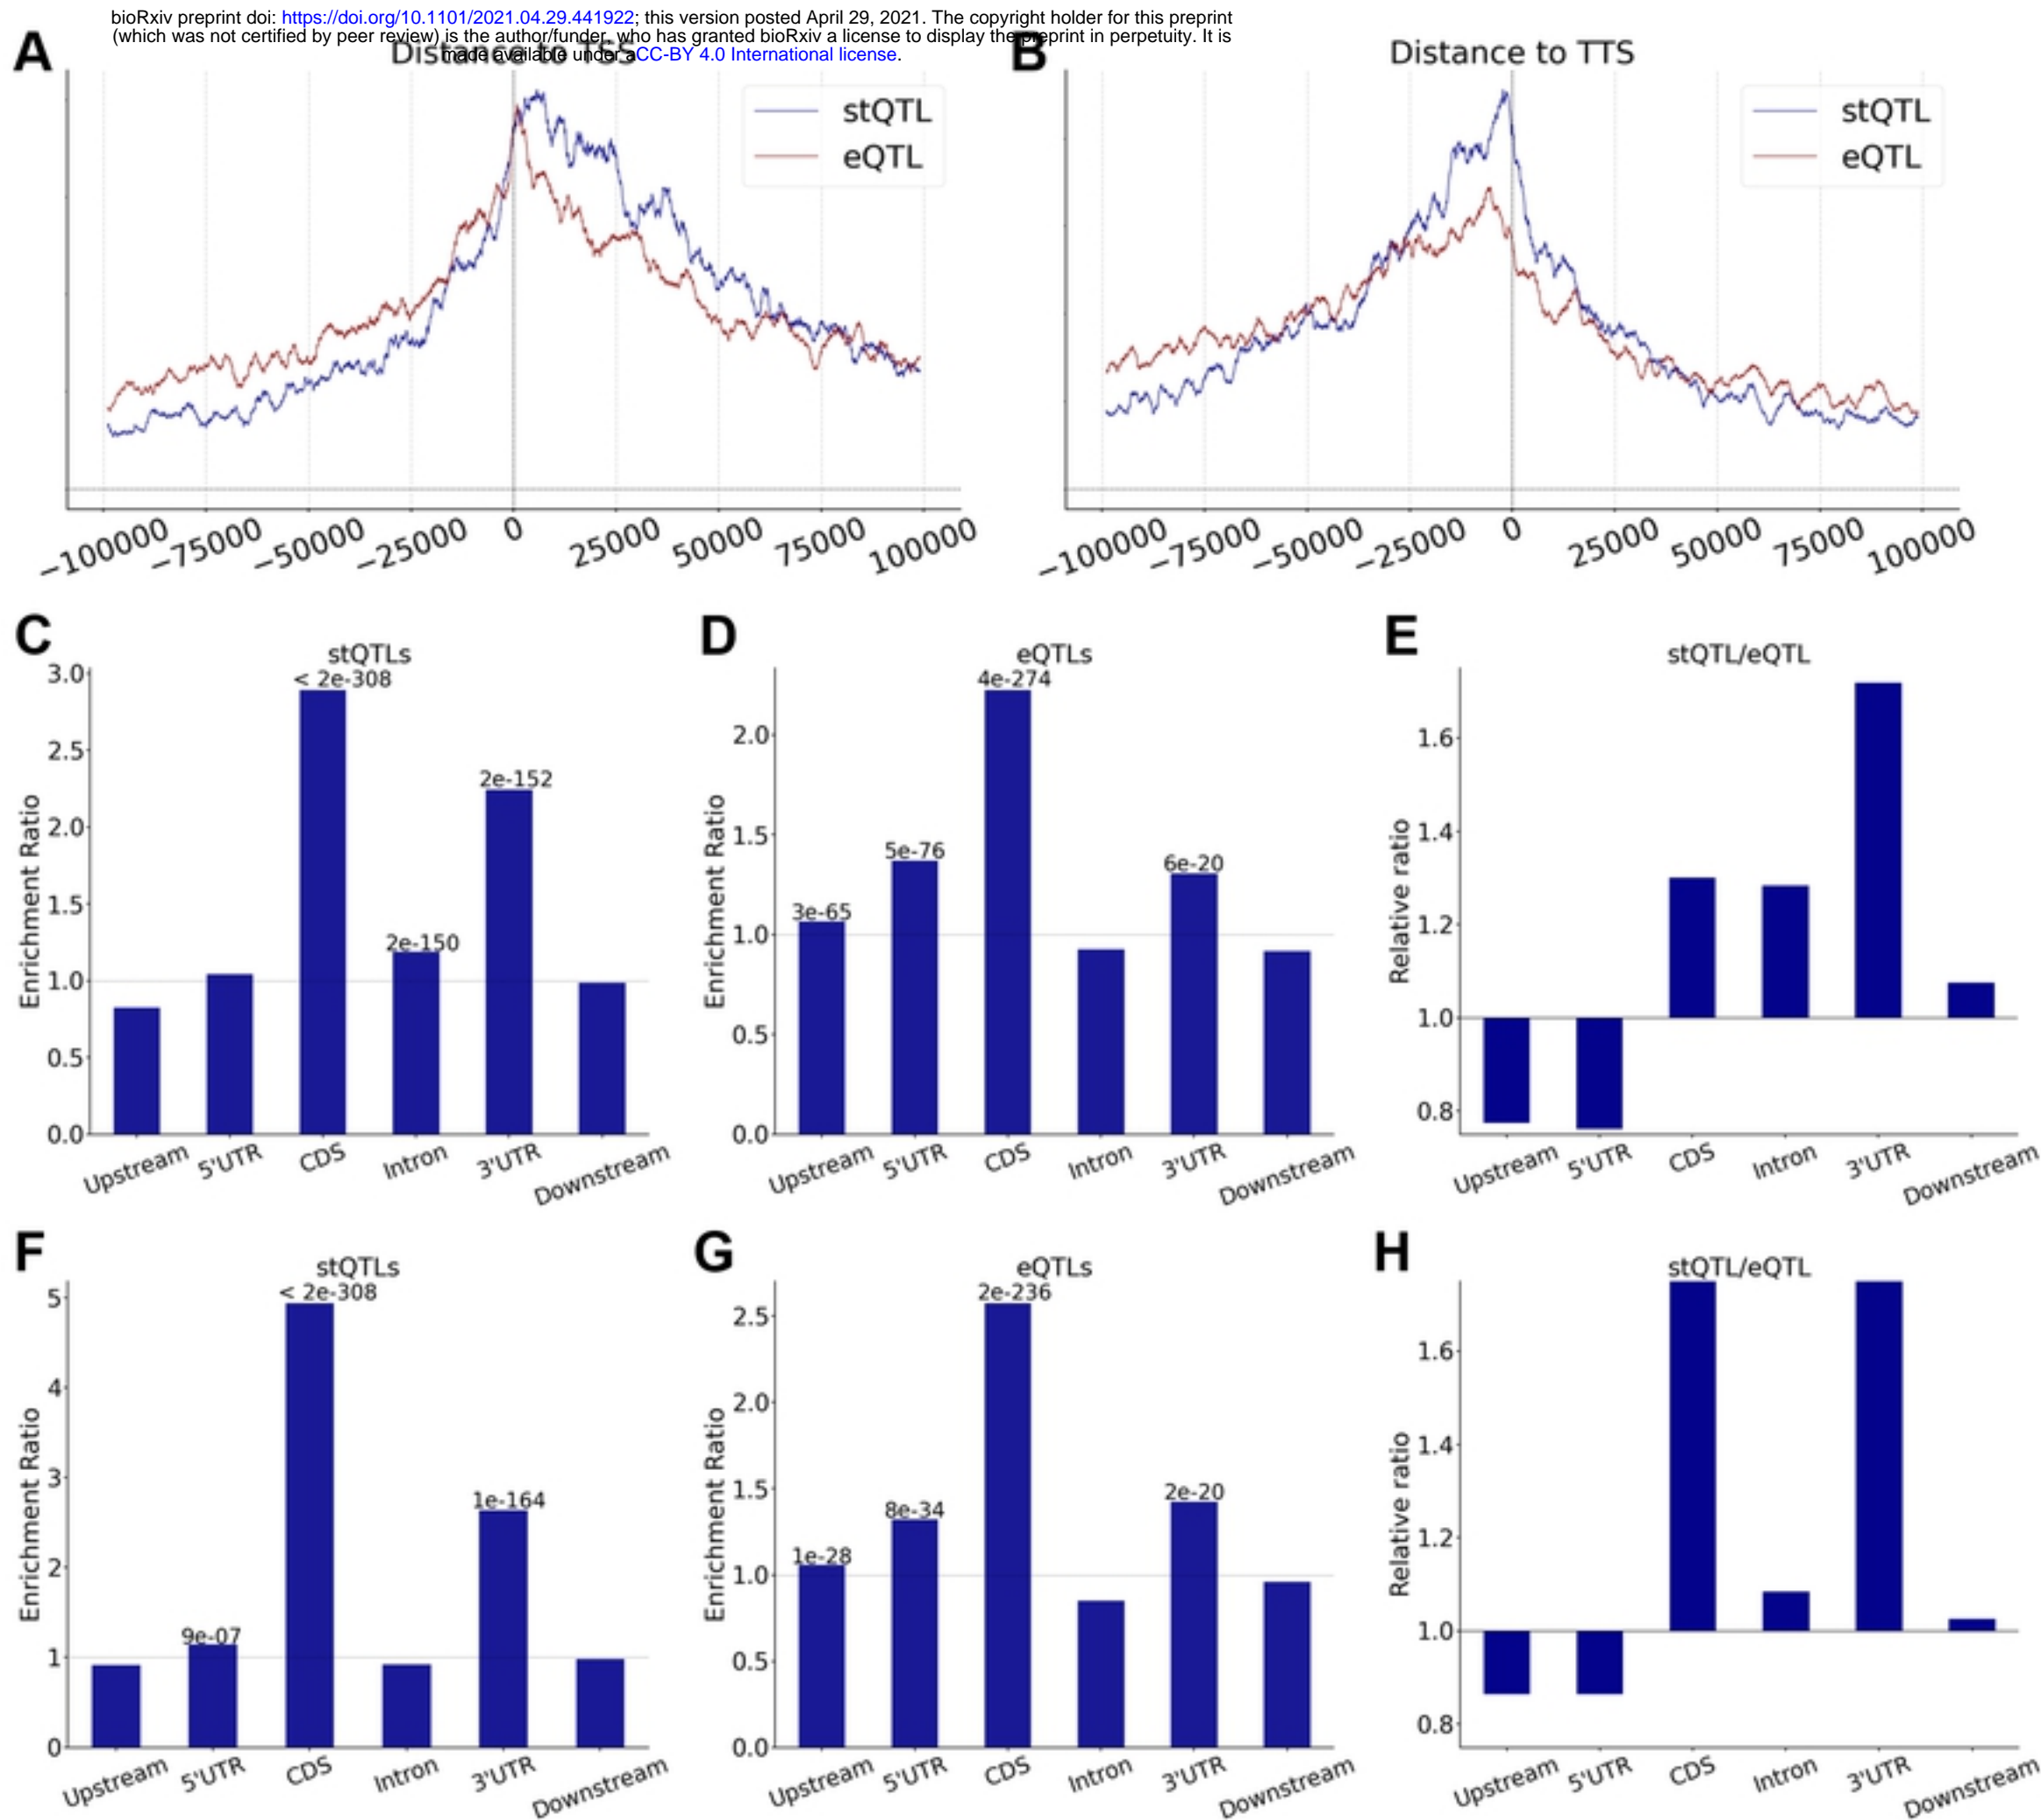 bioRxiv preprint doi: https://doi.org/10.1101/2021.04.29.441922; this version posted April 29, 2021. The copyright holder for this preprint
(which was not certified by peer review) is the author/funder, who has granted bioRxiv a license to display the preprint in perpetuity. It is
made available under aCC-BY 4.0 International license.
A
Distance to TSS
stQTL
eQTL
−100000 −75000 −50000 −25000 0 25000 50000 75000 100000
B
Distance to TTS
stQTL
eQTL
−100000 −75000 −50000 −25000 0 25000 50000 75000 100000
C
stQTLs
Enrichment Ratio
3.0
2.5
2.0
1.5
1.0
0.5
0.0
< 2e-308
2e-150
2e-152
Upstream 5'UTR CDS Intron 3'UTR Downstream
D
eQTLs
Enrichment Ratio
2.0
1.5
1.0
0.5
0.0
3e-65
5e-76
4e-274
6e-20
Upstream 5'UTR CDS Intron 3'UTR Downstream
E
stQTL/eQTL
Relative ratio
1.6
1.4
1.2
1.0
0.8
Upstream 5'UTR CDS Intron 3'UTR Downstream
F
stQTLs
Enrichment Ratio
5
4
3
2
1
0
9e-07
< 2e-308
1e-164
Upstream 5'UTR CDS Intron 3'UTR Downstream
G
eQTLs
Enrichment Ratio
2.5
2.0
1.5
1.0
0.5
0.0
1e-28
8e-34
2e-236
2e-20
Upstream 5'UTR CDS Intron 3'UTR Downstream
H
stQTL/eQTL
Relative ratio
1.6
1.4
1.2
1.0
0.8
Upstream 5'UTR CDS Intron 3'UTR Downstream